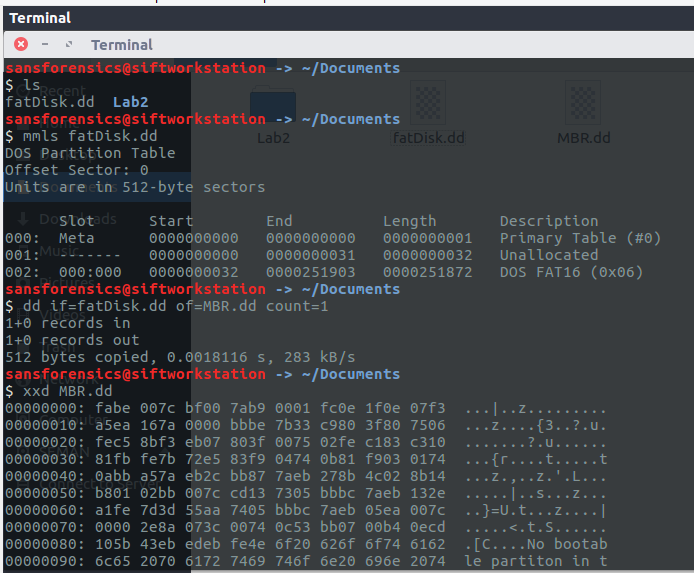 Terminal
Terminal
sansforensics@siftworkstation -> ~/Documents
$ ls
fatDisk.dd  Lab2
sansforensics@siftworkstation -> ~/Documents
$ mmls fatDisk.dd
DOS Partition Table
Offset Sector: 0
Units are in 512-byte sectors
Slot Start End Length Description
000: Meta 0000000000 0000000000 0000000001 Primary Table (#0)
001: ------- 0000000000 0000000031 0000000032 Unallocated
002: 000:000 0000000032 0000251903 0000251872 DOS FAT16 (0x06)
sansforensics@siftworkstation -> ~/Documents
$ dd if=fatDisk.dd of=MBR.dd count=1
1+0 records in
1+0 records out
512 bytes copied, 0.0018116 s, 283 kB/s
sansforensics@siftworkstation -> ~/Documents
$ xxd MBR.dd
00000000: fabe 007c bf00 7ab9 0001 fc0e 1f0e 07f3 ...|..z.........
00000010: a5ea 167a 0000 bbbe 7b33 c980 3f80 7506 ...z....{3..?.u.
00000020: fec5 8bf3 eb07 803f 0075 02fe c183 c310 .......?.u......
00000030: 81fb fe7b 72e5 83f9 0474 0b81 f903 0174 ...{r....t.....t
00000040: 0abb a57a eb2c bb87 7aeb 278b 4c02 8b14 ...z.,..z.'.L...
00000050: b801 02bb 007c cd13 7305 bbbc 7aeb 132e .....|..s...z...
00000060: a1fe 7d3d 55aa 7405 bbbc 7aeb 05ea 007c ..}=U.t...z....|
00000070: 0000 2e8a 073c 0074 0c53 bb07 00b4 0ecd .....<.t.S......
00000080: 105b 43eb edeb fe4e 6f20 626f 6f74 6162 .[C....No bootab
00000090: 6c65 2070 6172 7469 746f 6e20 696e 2074 le partiton in t
Lab2
fatDisk.dd
MBR.dd